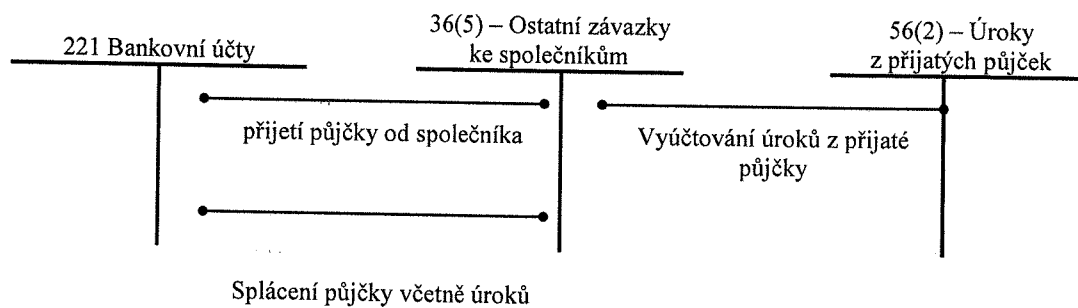 221 Bankovní účty
36(5) – Ostatní závazky
ke společníkům
56(2) – Úroky
z přijatých půjček
přijetí půjčky od společníka
Vyúčtování úroků z přijaté
půjčky
Splácení půjčky včetně úroků